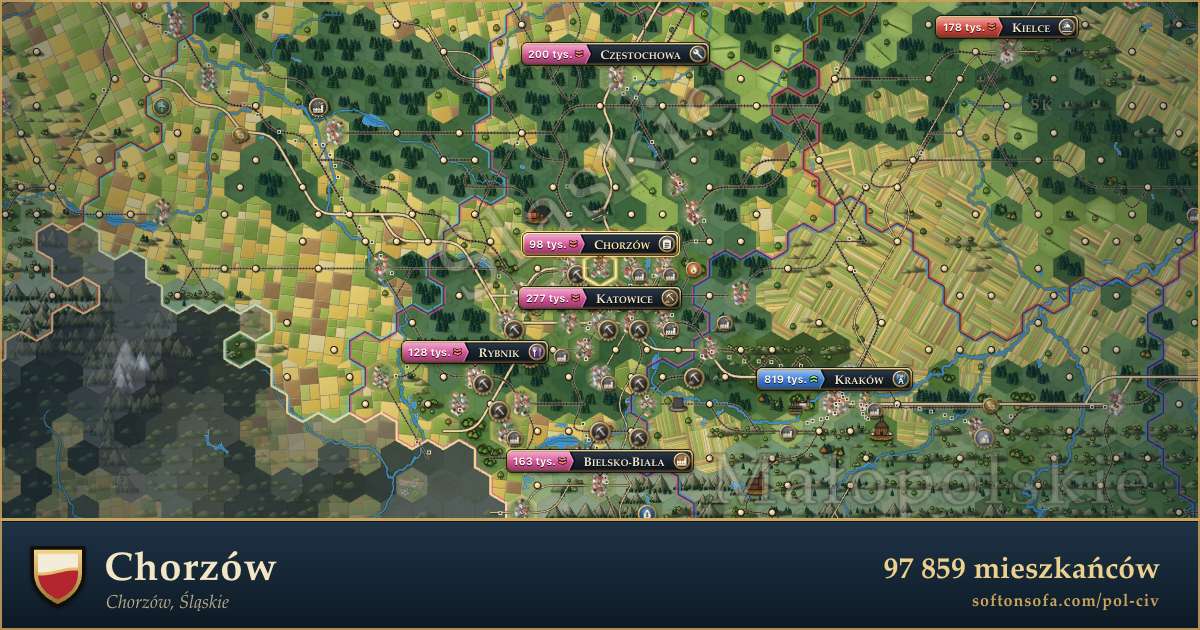 178 tys. KIELCE
200 tys. CZĘSTOCHOWA
Śląskie
98 tys. CHORZÓW
277 tys. KATOWICE
128 tys. RYBNIK
819 tys. KRAKÓW
163 tys. BIELSKO-BIAŁA
Małopolskie
Chorzów
Chorzów, Śląskie
97 859 mieszkańców
softonsofa.com/pol-civ